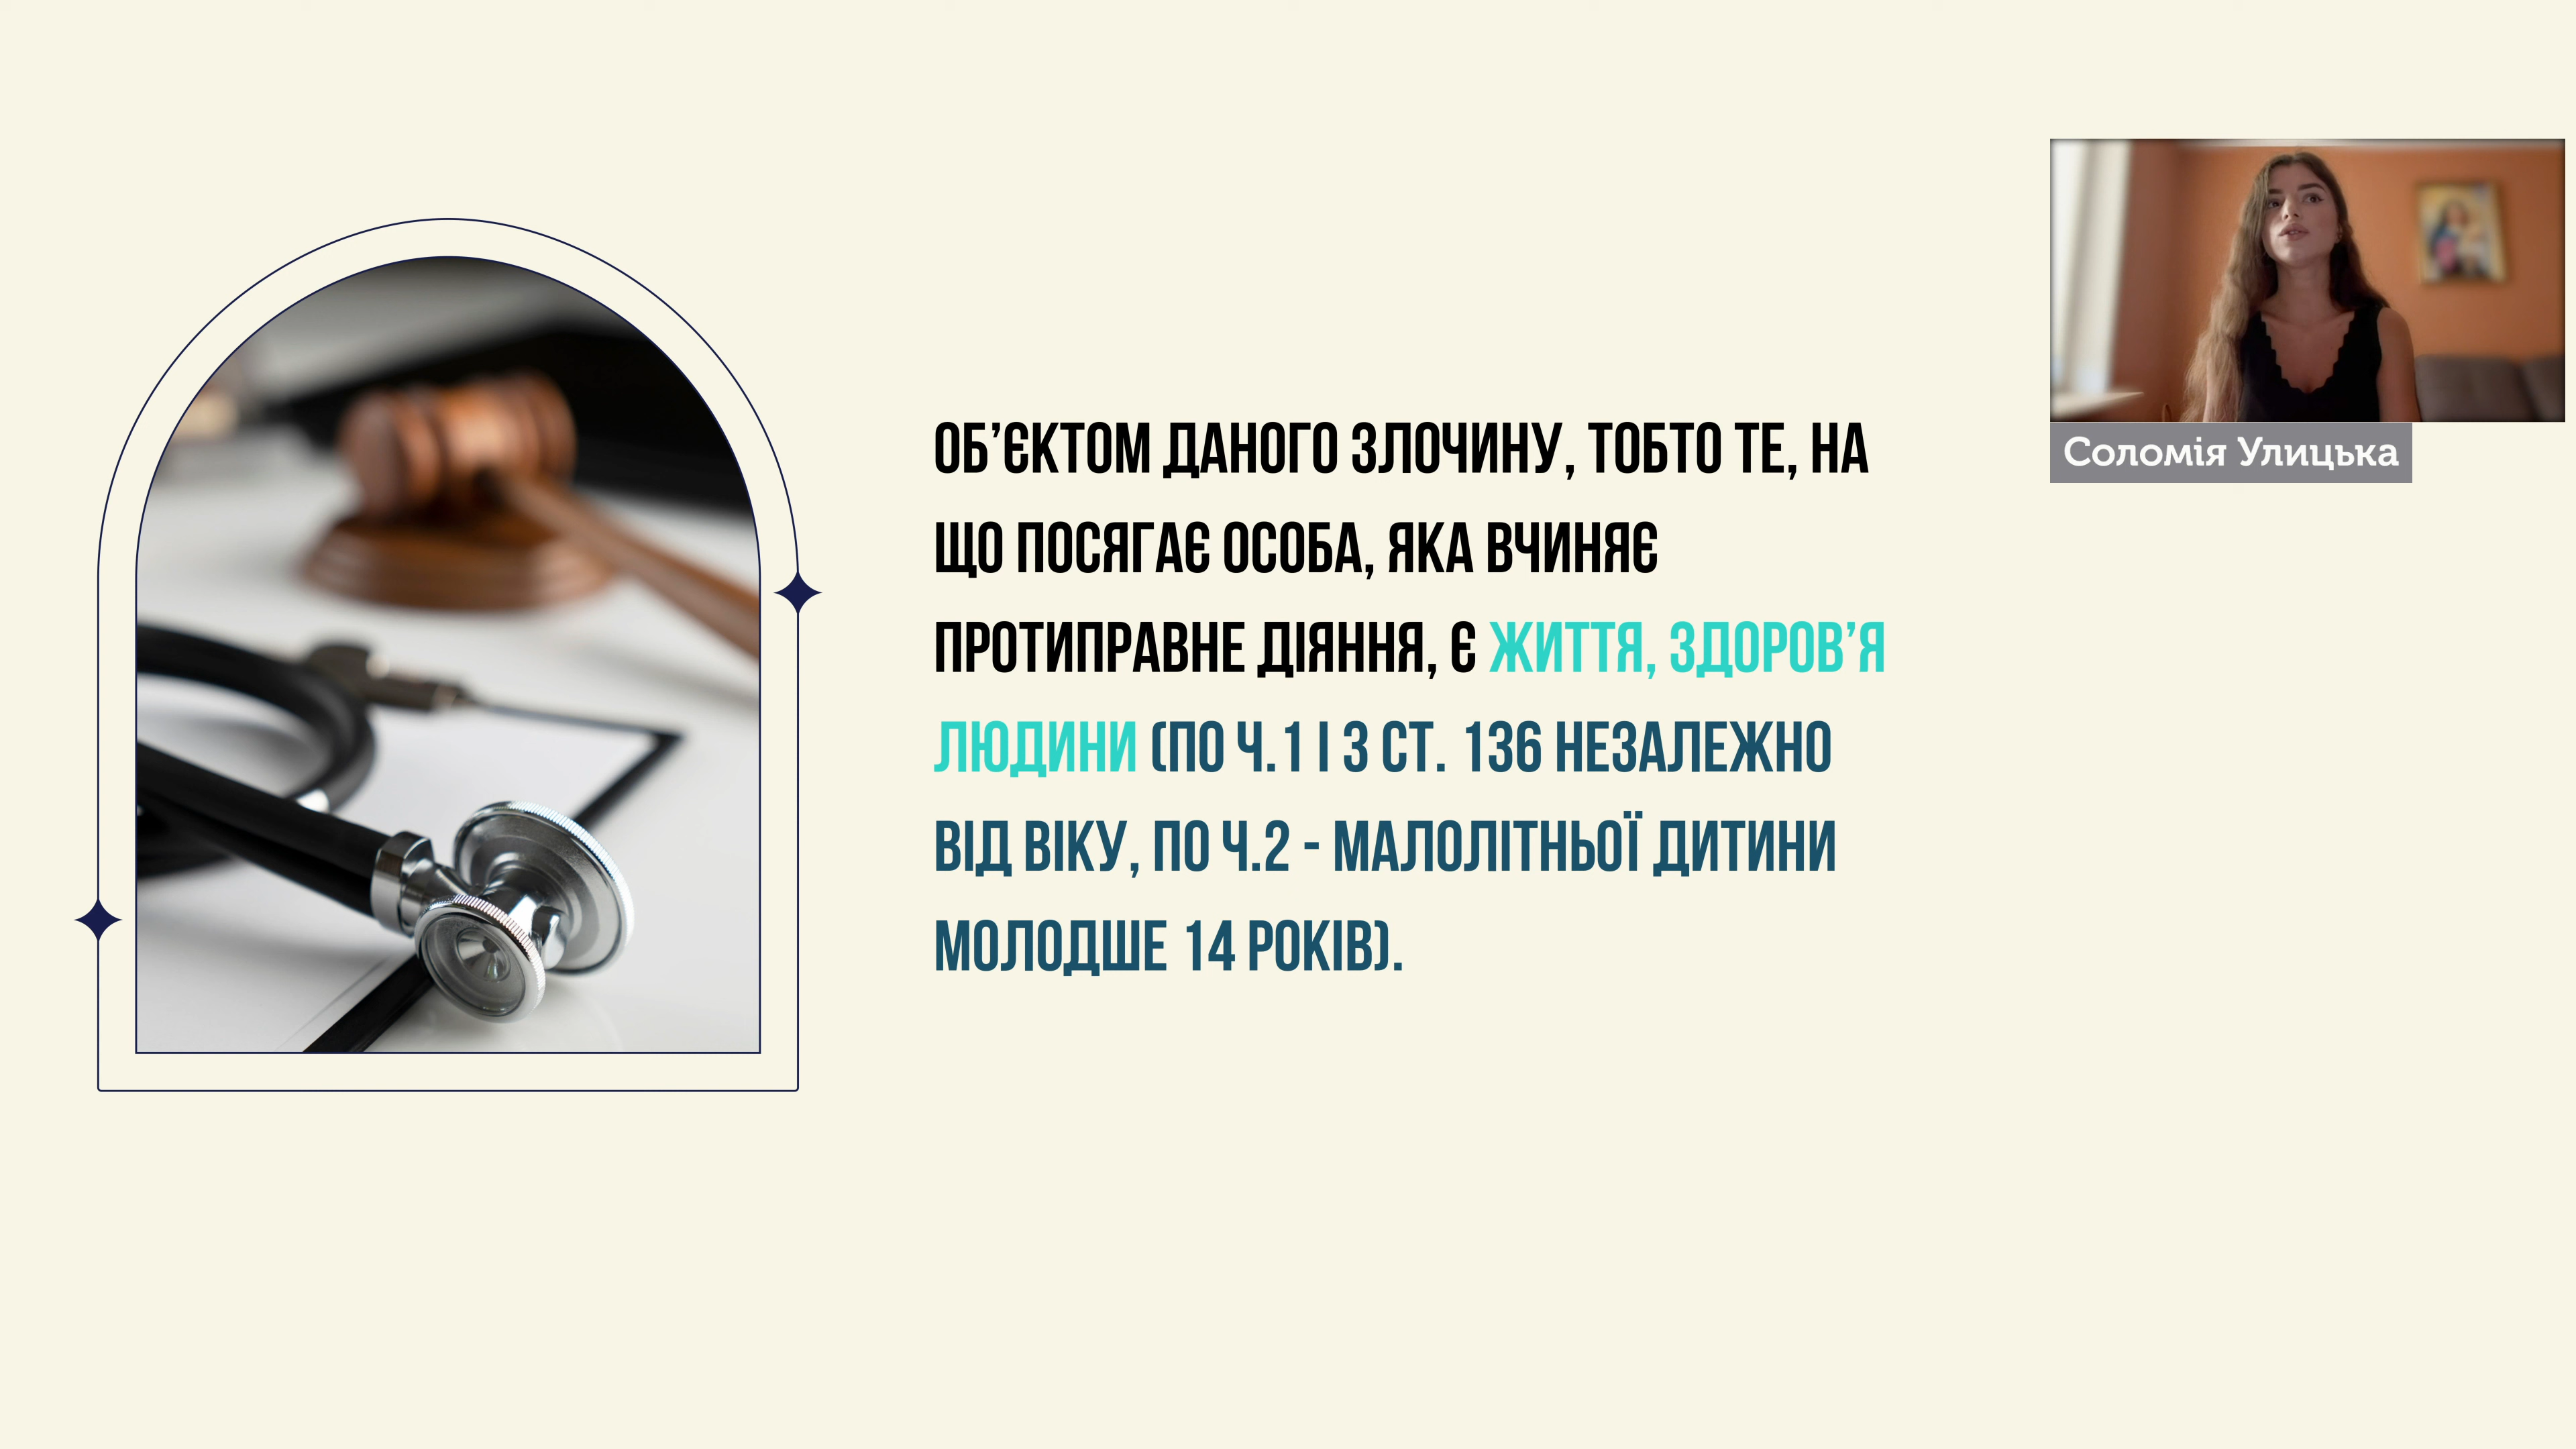 ОБ’ЄКТОМ ДАНОГО ЗЛОЧИНУ, ТОБТО ТЕ, НА
ЩО ПОСЯГАЄ ОСОБА, ЯКА ВЧИНЯЄ
ПРОТИПРАВНЕ ДІЯННЯ, Є ЖИТТЯ, ЗДОРОВ’Я
ЛЮДИНИ (ПО Ч.1 І 3 СТ. 136 НЕЗАЛЕЖНО
ВІД ВІКУ, ПО Ч.2 - МАЛОЛІТНЬОЇ ДИТИНИ
МОЛОДШЕ 14 РОКІВ).
Соломія Улицька